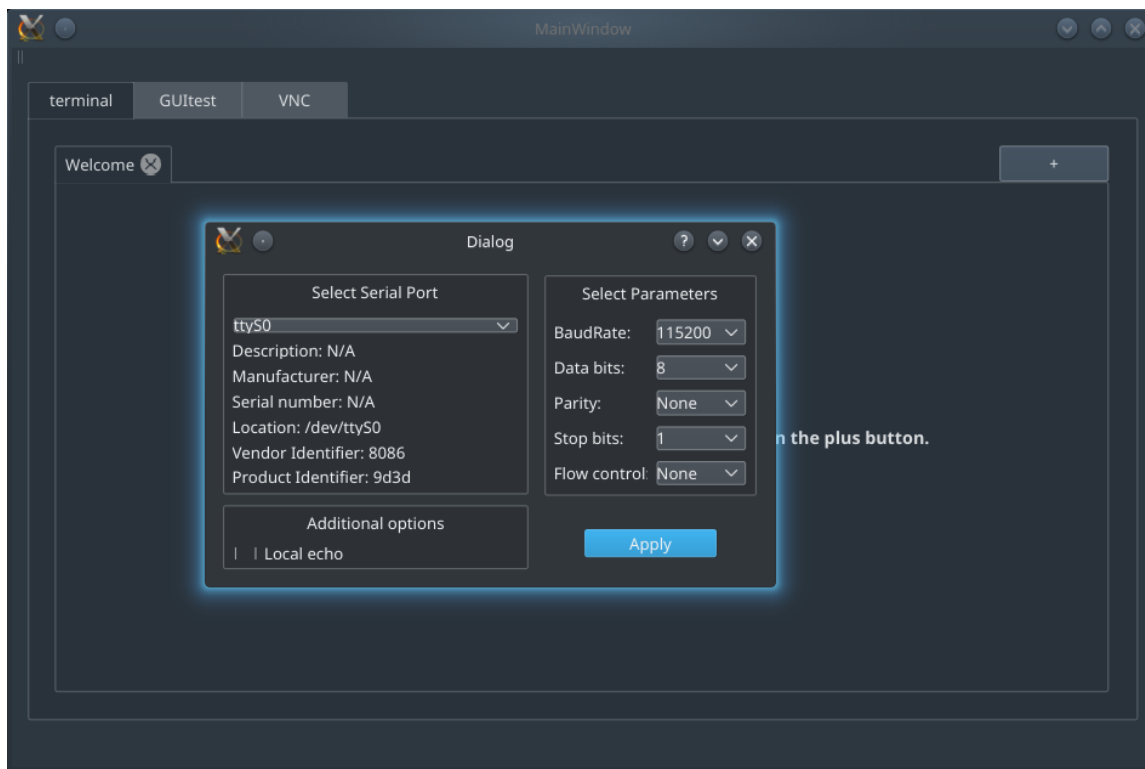 MainWindow
terminal GUItest VNC
Welcome +
Dialog
Select Serial Port
ttyS0
Description: N/A
Manufacturer: N/A
Serial number: N/A
Location: /dev/ttyS0
Vendor Identifier: 8086
Product Identifier: 9d3d
Additional options
Local echo
Select Parameters
BaudRate: 115200
Data bits: 8
Parity: None
Stop bits: 1
Flow control: None
Apply
the plus button.